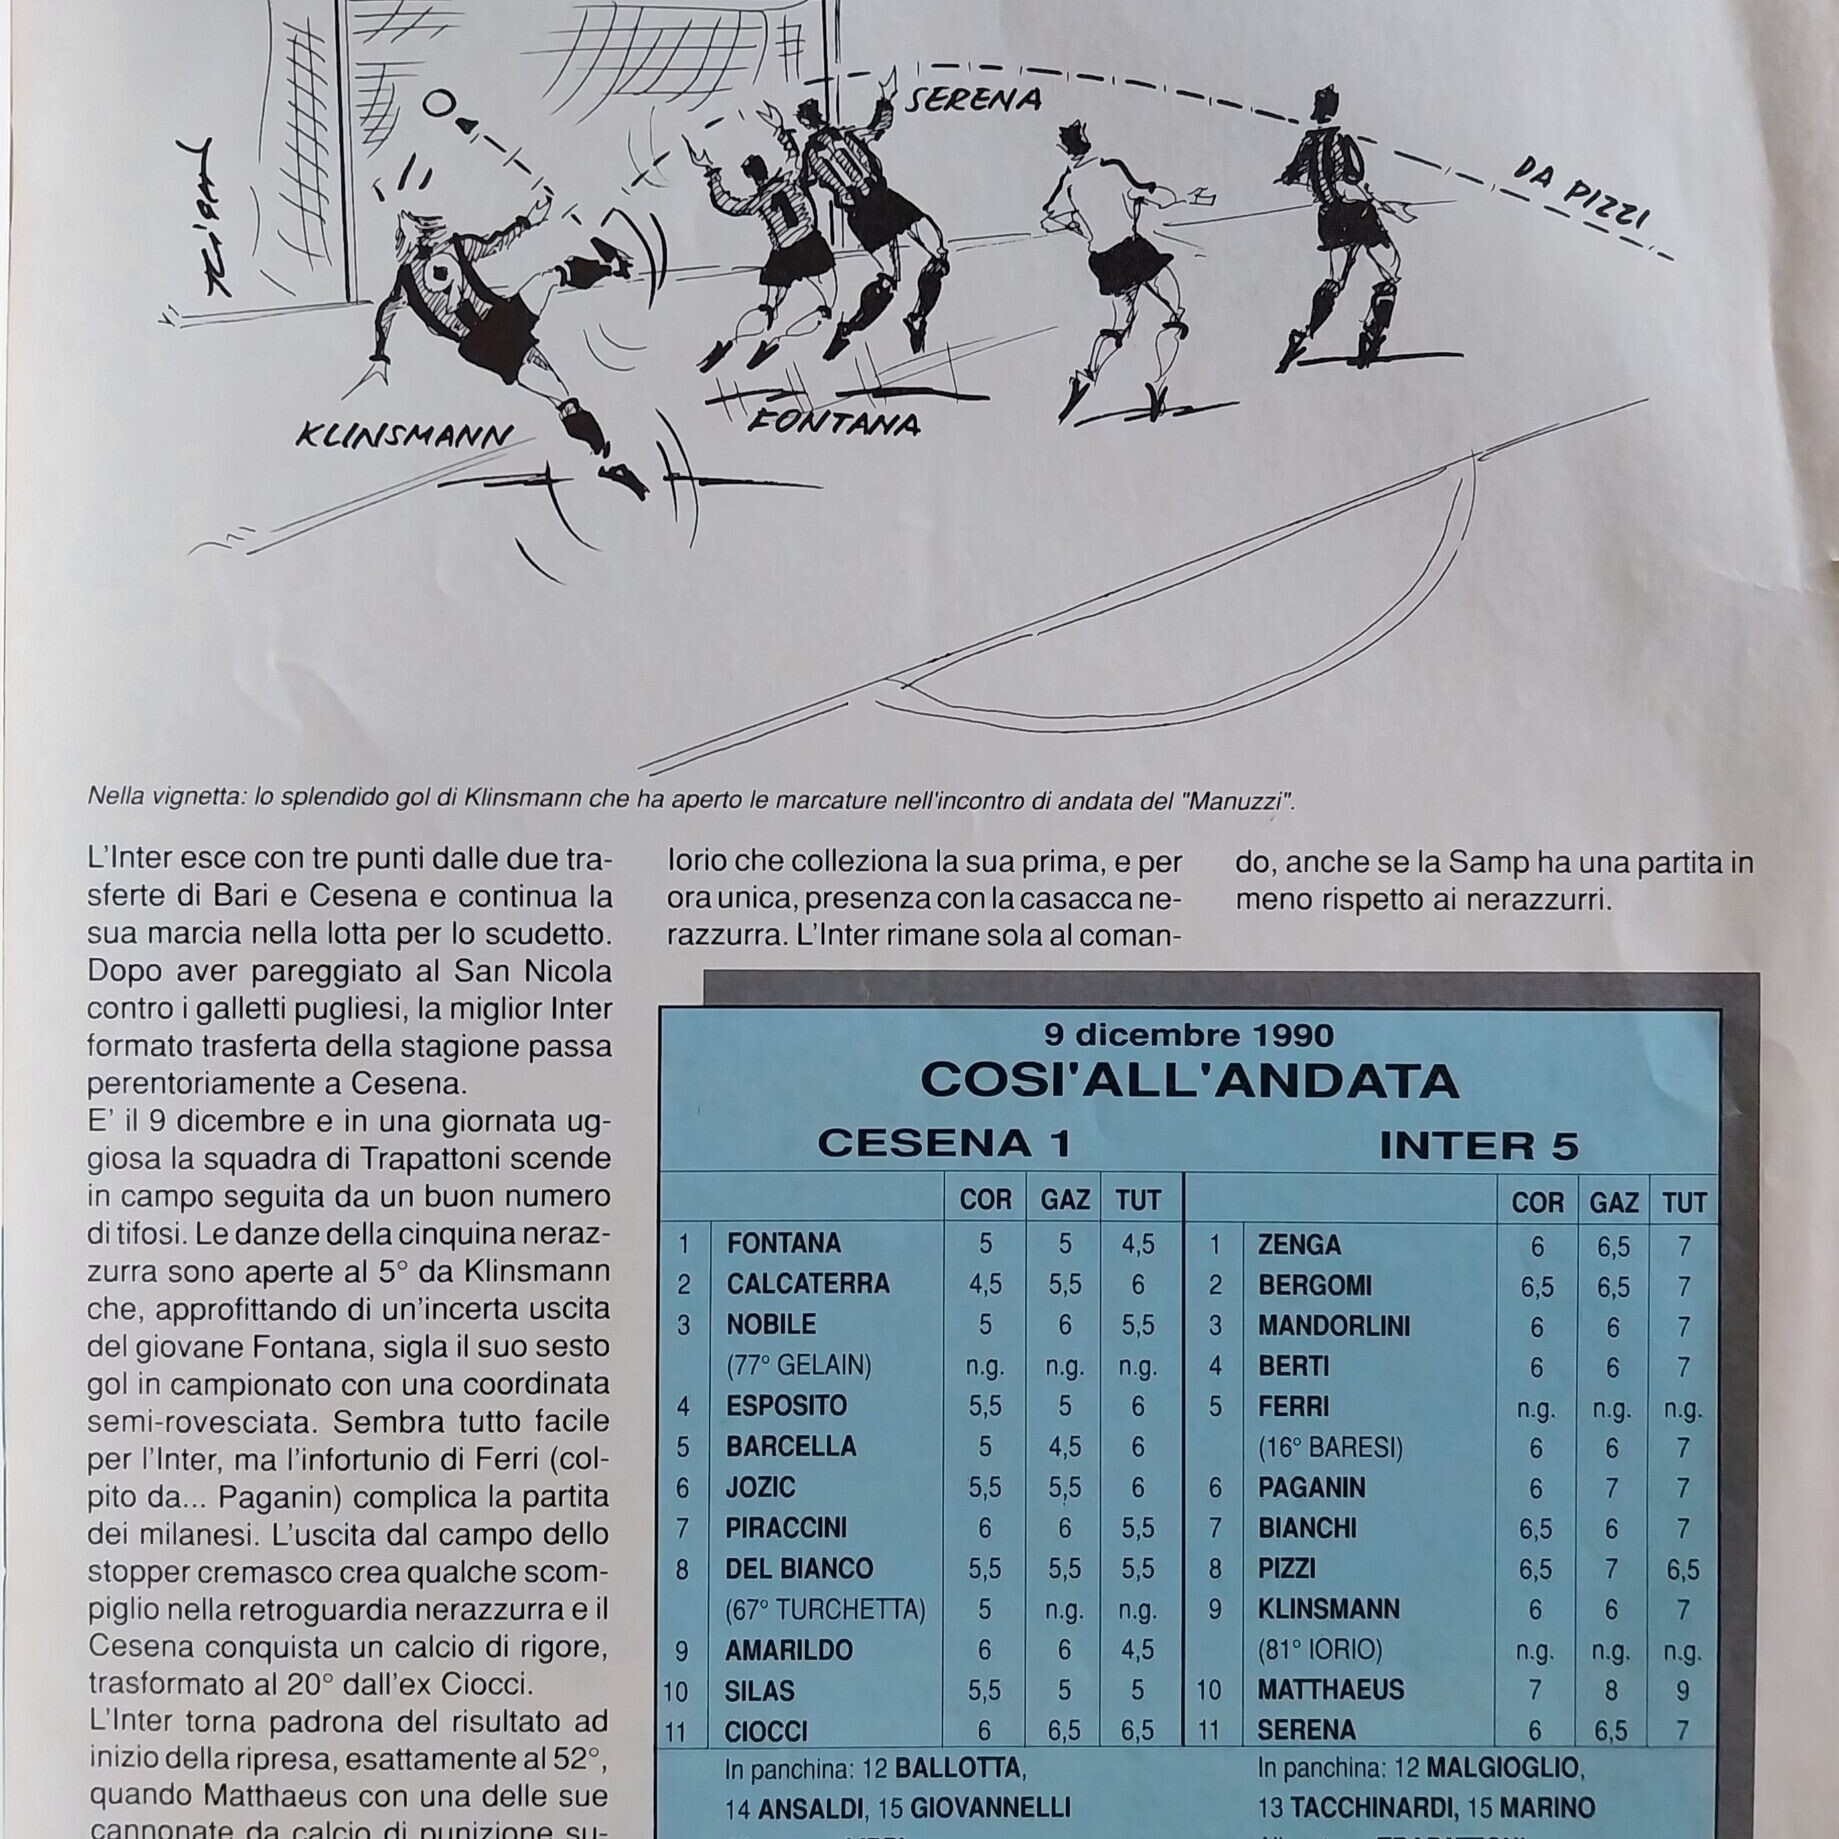 SERENA
DA PIZZI
KLINSMANN
FONTANA
Nella vignetta: lo splendido gol di Klinsmann che ha aperto le marcature nell'incontro di andata del "Manuzzi".
L'Inter esce con tre punti dalle due tra-
sferte di Bari e Cesena e continua la
sua marcia nella lotta per lo scudetto.
Dopo aver pareggiato al San Nicola
contro i galletti pugliesi, la miglior Inter
formato trasferta della stagione passa
perentoriamente a Cesena.
E' il 9 dicembre e in una giornata ug-
giosa la squadra di Trapattoni scende
in campo seguita da un buon numero
di tifosi. Le danze della cinquina neraz-
zurra sono aperte al 5° da Klinsmann
che, approfittando di un'incerta uscita
del giovane Fontana, sigla il suo sesto
gol in campionato con una coordinata
semi-rovesciata. Sembra tutto facile
per l'Inter, ma l'infortunio di Ferri (col-
pito da... Paganin) complica la partita
dei milanesi. L'uscita dal campo dello
stopper cremasco crea qualche scom-
piglio nella retroguardia nerazzurra e il
Cesena conquista un calcio di rigore,
trasformato al 20° dall'ex Ciocci.
L'Inter torna padrona del risultato ad
inizio della ripresa, esattamente al 52°,
quando Matthaeus con una delle sue
cannonate da calcio di punizione su-
Iorio che colleziona la sua prima, e per
ora unica, presenza con la casacca ne-
razzurra. L'Inter rimane sola al coman-
do, anche se la Samp ha una partita in
meno rispetto ai nerazzurri.
9 dicembre 1990
COSI'ALL'ANDATA
CESENA 1 INTER 5
COR GAZ TUT COR GAZ TUT
1 FONTANA 5 5 4,5 1 ZENGA 6 6,5 7
2 CALCATERRA 4,5 5,5 6 2 BERGOMI 6,5 6,5 7
3 NOBILE 5 6 5,5 3 MANDORLINI 6 6 7
(77° GELAIN) n.g. n.g. n.g. 4 BERTI 6 6 7
4 ESPOSITO 5,5 5 6 5 FERRI n.g. n.g. n.g.
5 BARCELLA 5 4,5 6 (16° BARESI) 6 6 7
6 JOZIC 5,5 5,5 6 6 PAGANIN 6 7 7
7 PIRACCINI 6 6 5,5 7 BIANCHI 6,5 6 7
8 DEL BIANCO 5,5 5,5 5,5 8 PIZZI 6,5 7 6,5
(67° TURCHETTA) 5 n.g. n.g. 9 KLINSMANN 6 6 7
9 AMARILDO 6 6 4,5 (81° IORIO) n.g. n.g. n.g.
10 SILAS 5,5 5 5 10 MATTHAEUS 7 8 9
11 CIOCCI 6 6,5 6,5 11 SERENA 6 6,5 7
In panchina: 12 BALLOTTA, In panchina: 12 MALGIOGLIO,
14 ANSALDI, 15 GIOVANNELLI 13 TACCHINARDI, 15 MARINO